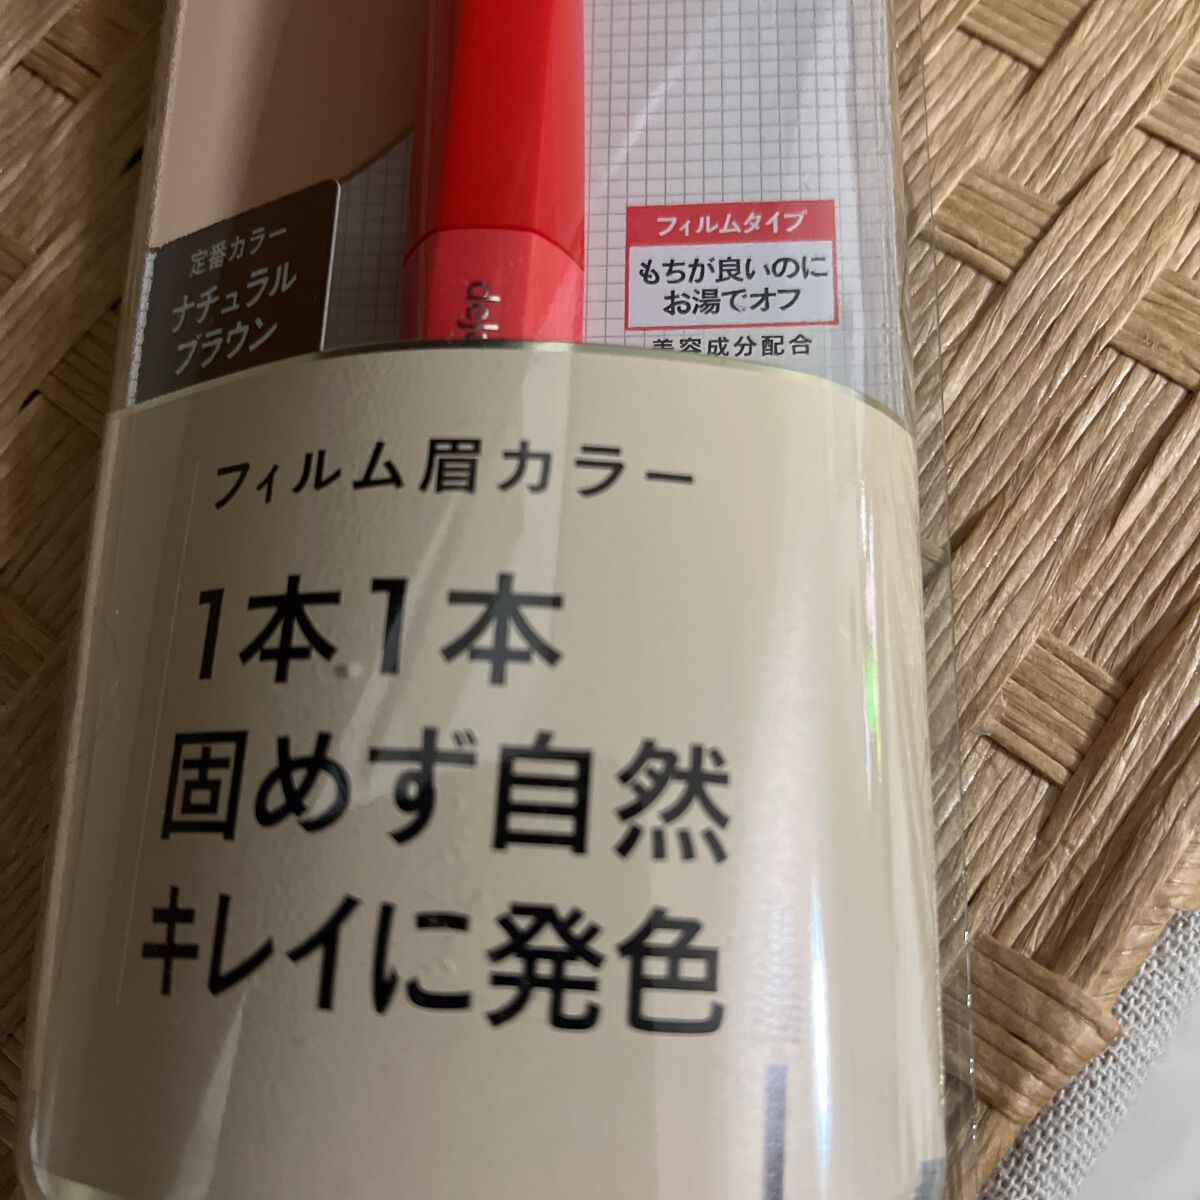 定番カラー
ナチュラル
ブラウン
フィルムタイプ
もちが良いのに
お湯でオフ
美容成分配合
フィルム眉カラー
1本1本
固めず自然
キレイに発色